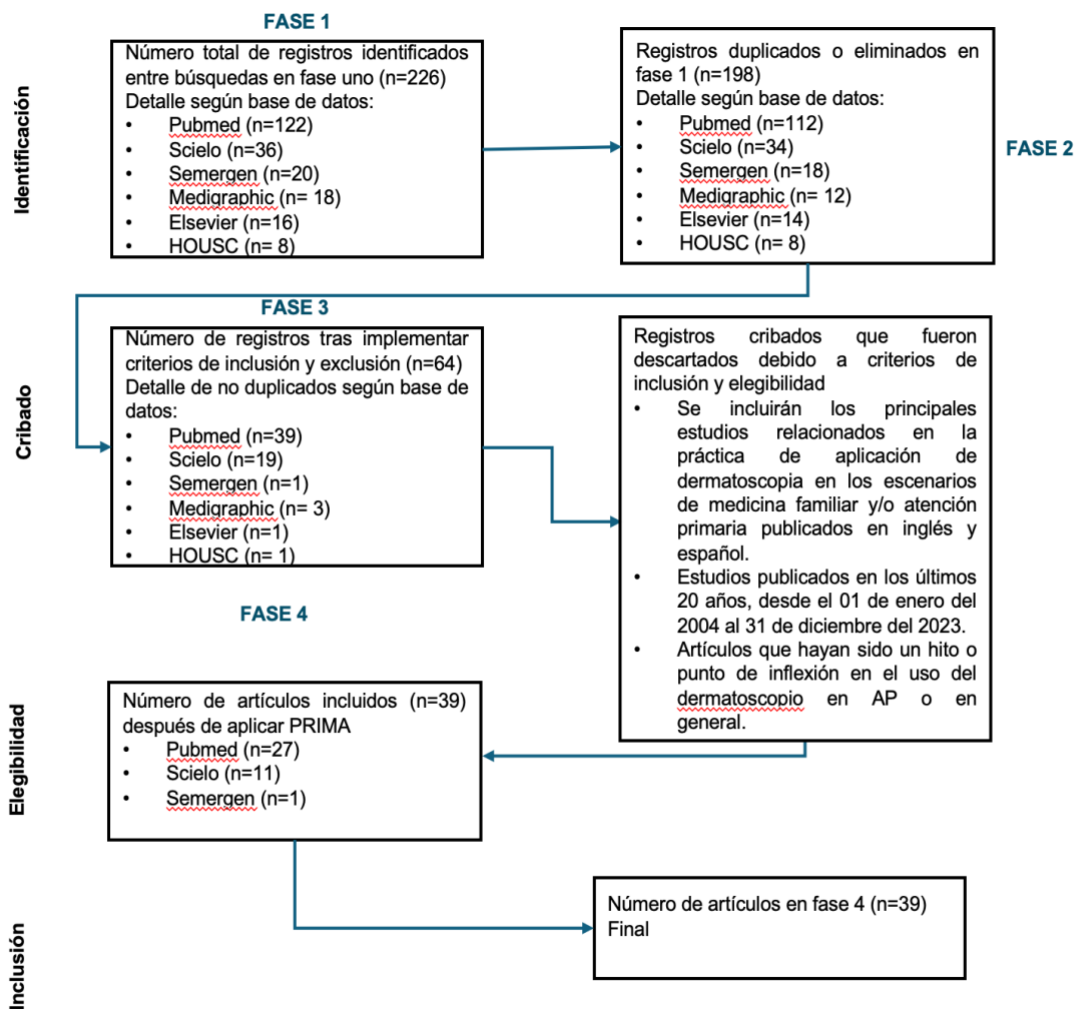 FASE 1
Identificación
Número total de registros identificados
entre búsquedas en fase uno (n=226)
Detalle según base de datos:
• Pubmed (n=122)
• Scielo (n=36)
• Semergen (n=20)
• Medigraphic (n= 18)
• Elsevier (n=16)
• HOUSC (n= 8)
Registros duplicados o eliminados en
fase 1 (n=198)
Detalle según base de datos:
• Pubmed (n=112)
• Scielo (n=34)
• Semergen (n=18)
• Medigraphic (n= 12)
• Elsevier (n=14)
• HOUSC (n= 8)
FASE 2
FASE 3
Cribado
Número de registros tras implementar
criterios de inclusión y exclusión (n=64)
Detalle de no duplicados según base de
datos:
• Pubmed (n=39)
• Scielo (n=19)
• Semergen (n=1)
• Medigraphic (n= 3)
• Elsevier (n=1)
• HOUSC (n= 1)
Registros cribados que fueron
descartados debido a criterios de
inclusión y elegibilidad
• Se incluirán los principales
estudios relacionados en la
práctica de aplicación de
dermatoscopia en los escenarios
de medicina familiar y/o atención
primaria publicados en inglés y
español.
• Estudios publicados en los últimos
20 años, desde el 01 de enero del
2004 al 31 de diciembre del 2023.
• Artículos que hayan sido un hito o
punto de inflexión en el uso del
dermatoscopio en AP o en
general.
FASE 4
Elegibilidad
Número de artículos incluidos (n=39)
después de aplicar PRIMA
• Pubmed (n=27)
• Scielo (n=11)
• Semergen (n=1)
Inclusión
Número de artículos en fase 4 (n=39)
Final